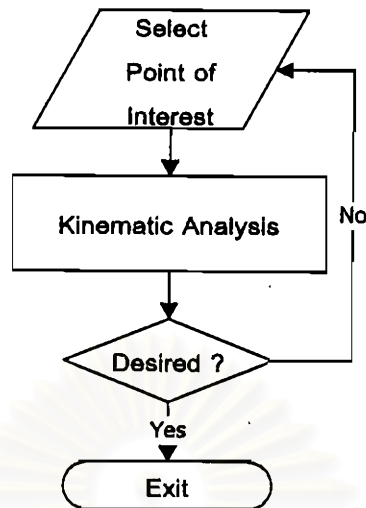 Select
Point of
Interest
Kinematic Analysis
No
Desired ?
Yes
Exit